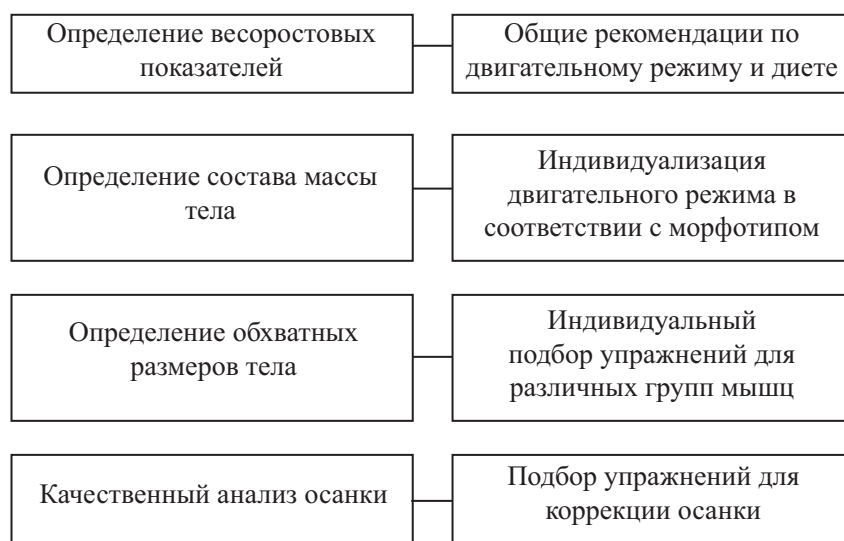 Определение весоростовых
показателей
Общие рекомендации по
двигательному режиму и диете
Определение состава массы
тела
Индивидуализация
двигательного режима в
соответствии с морфотипом
Определение обхватных
размеров тела
Индивидуальный
подбор упражнений для
различных групп мышц
Качественный анализ осанки
Подбор упражнений для
коррекции осанки